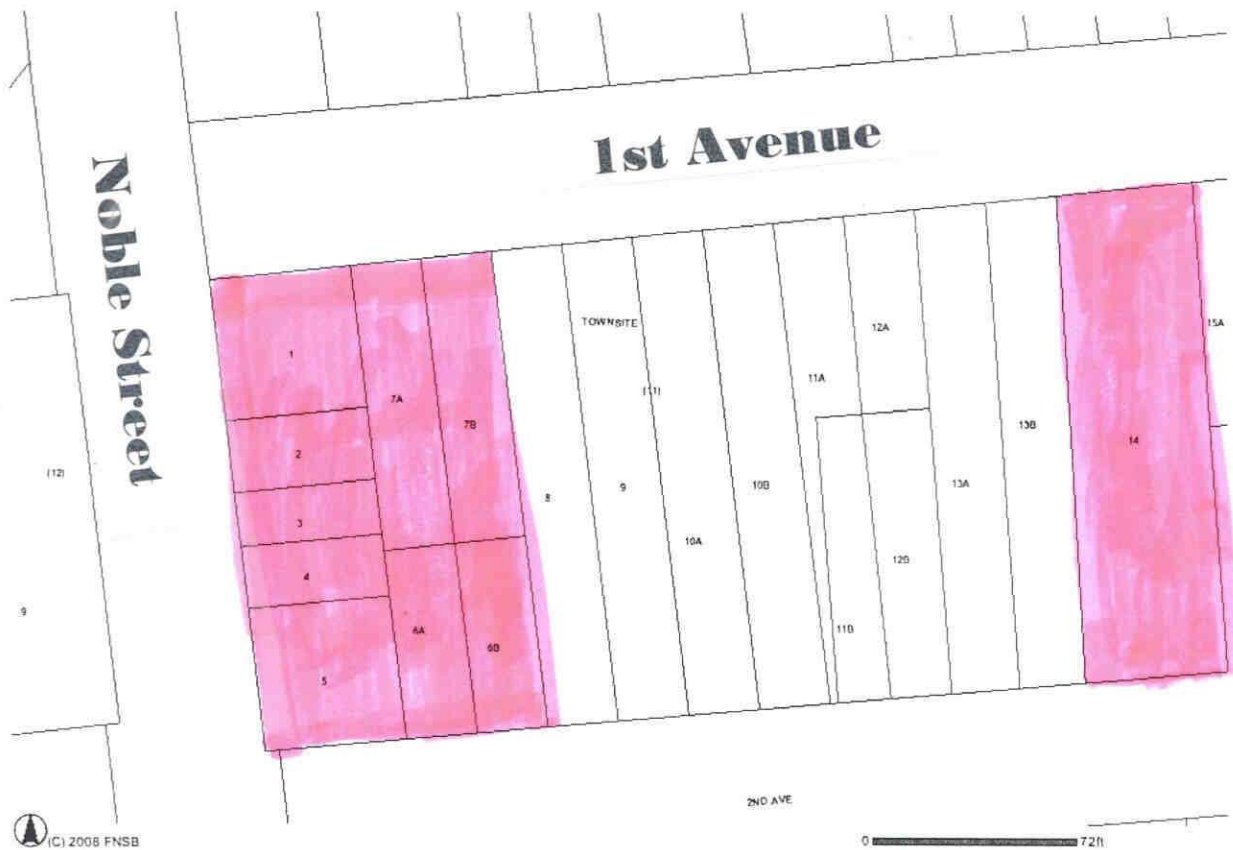 1st Avenue
Noble Street
TOWNSITE
(11)
1
2
3
4
5
7A
7B
6A
6B
8
9
10A
10B
11A
11B
12A
12B
13A
13B
14
15A
(12)
9
2ND AVE
(C) 2008 FNSB
0 72ft